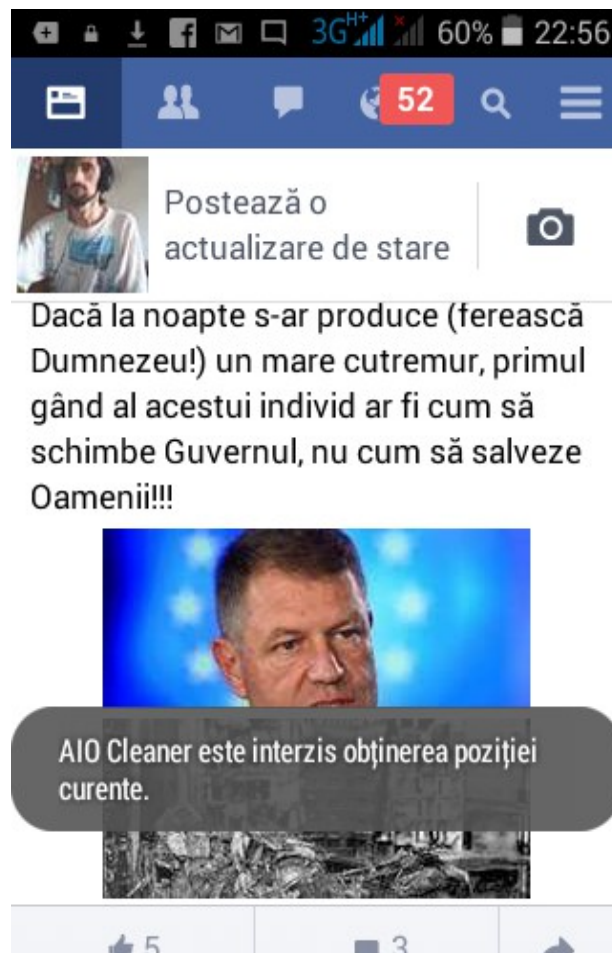 3G H+ 60% 22:56
52
Postează o
actualizare de stare
Dacă la noapte s-ar produce (ferească
Dumnezeu!) un mare cutremur, primul
gând al acestui individ ar fi cum să
schimbe Guvernul, nu cum să salveze
Oamenii!!!
AIO Cleaner este interzis obținerea poziției
curente.
5 3